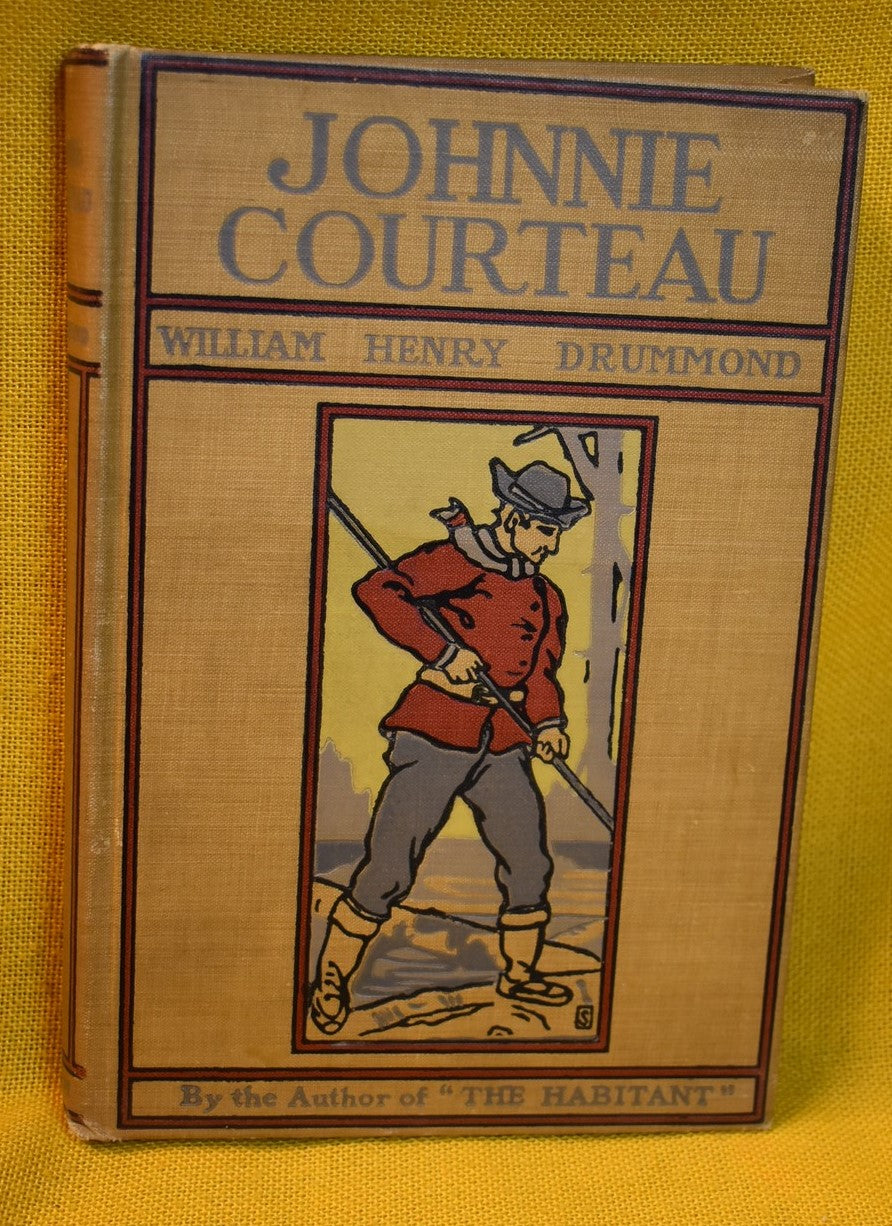 JOHNNIE
COURTEAU
WILLIAM HENRY DRUMMOND
S
By the Author of "THE HABITANT"